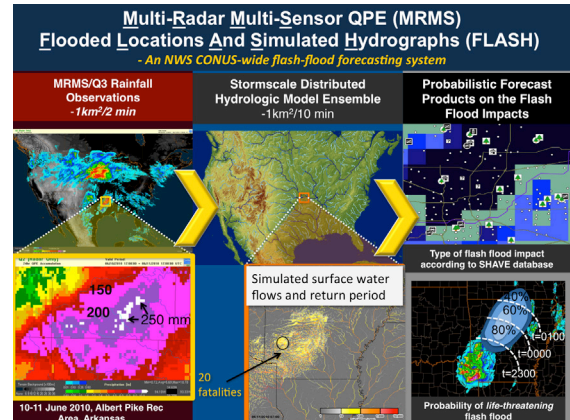 Multi-Radar Multi-Sensor QPE (MRMS)
Flooded Locations And Simulated Hydrographs (FLASH)
- An NWS CONUS-wide flash-flood forecasting system
MRMS/Q3 Rainfall
Observations
-1km²/2 min
Stormscale Distributed
Hydrologic Model Ensemble
-1km²/10 min
Probabilistic Forecast
Products on the Flash
Flood Impacts
150
200
250 mm
10-11 June 2010, Albert Pike Rec
Area, Arkansas
Simulated surface water
flows and return period
20
fatalities
Type of flash flood impact
according to SHAVE database
40%
60%
80%
t=0100
t=0000
t=2300
Probability of life-threatening
flash flood